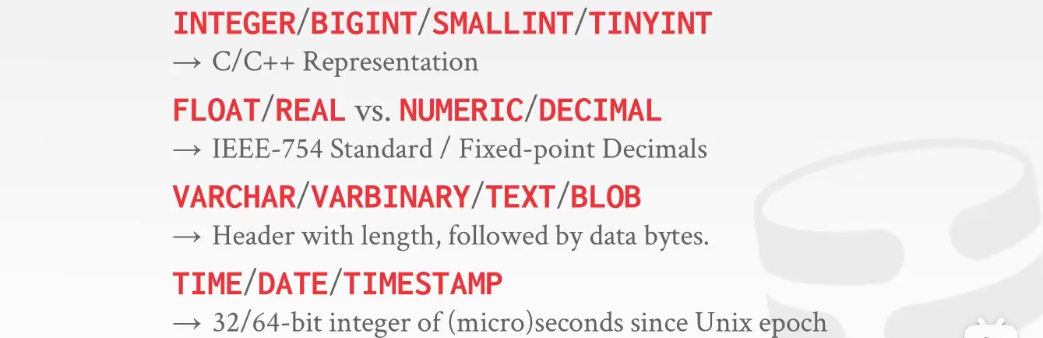 INTEGER/BIGINT/SMALLINT/TINYINT
→ C/C++ Representation
FLOAT/REAL vs. NUMERIC/DECIMAL
→ IEEE-754 Standard / Fixed-point Decimals
VARCHAR/VARBINARY/TEXT/BLOB
→ Header with length, followed by data bytes.
TIME/DATE/TIMESTAMP
→ 32/64-bit integer of (micro)seconds since Unix epoch